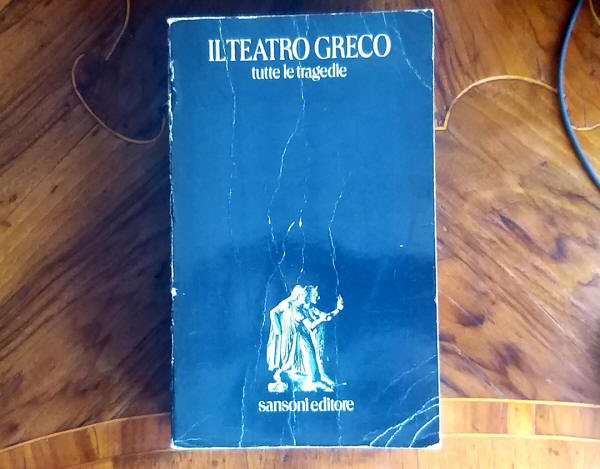 IL TEATRO GRECO
tutte le tragedie
sansoni editore